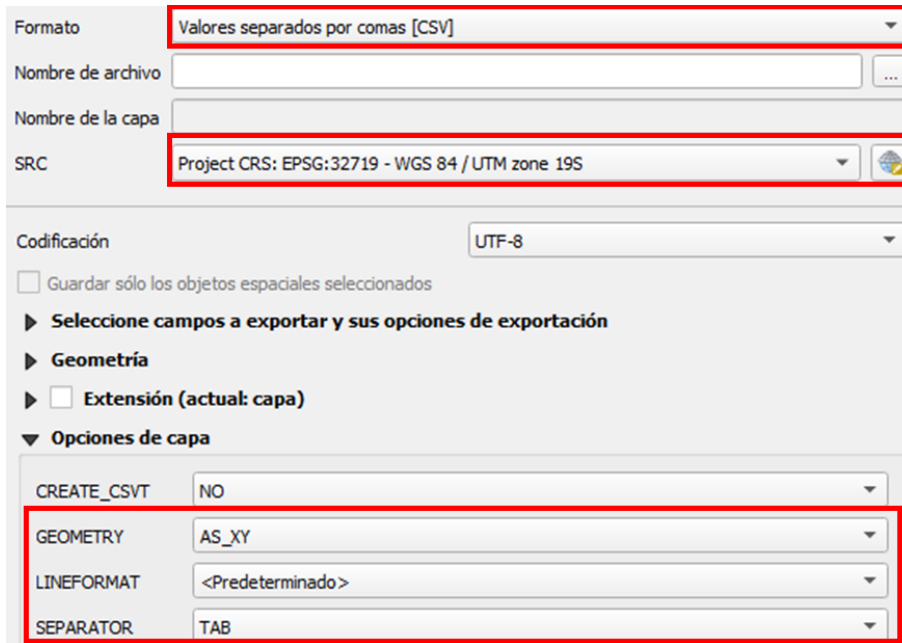 Formato Valores separados por comas [CSV]
Nombre de archivo ...
Nombre de la capa
SRC Project CRS: EPSG:32719 - WGS 84 / UTM zone 19S
Codificación UTF-8
Guardar sólo los objetos espaciales seleccionados
Seleccione campos a exportar y sus opciones de exportación
Geometría
Extensión (actual: capa)
Opciones de capa
CREATE_CSVT NO
GEOMETRY AS_XY
LINEFORMAT <Predeterminado>
SEPARATOR TAB